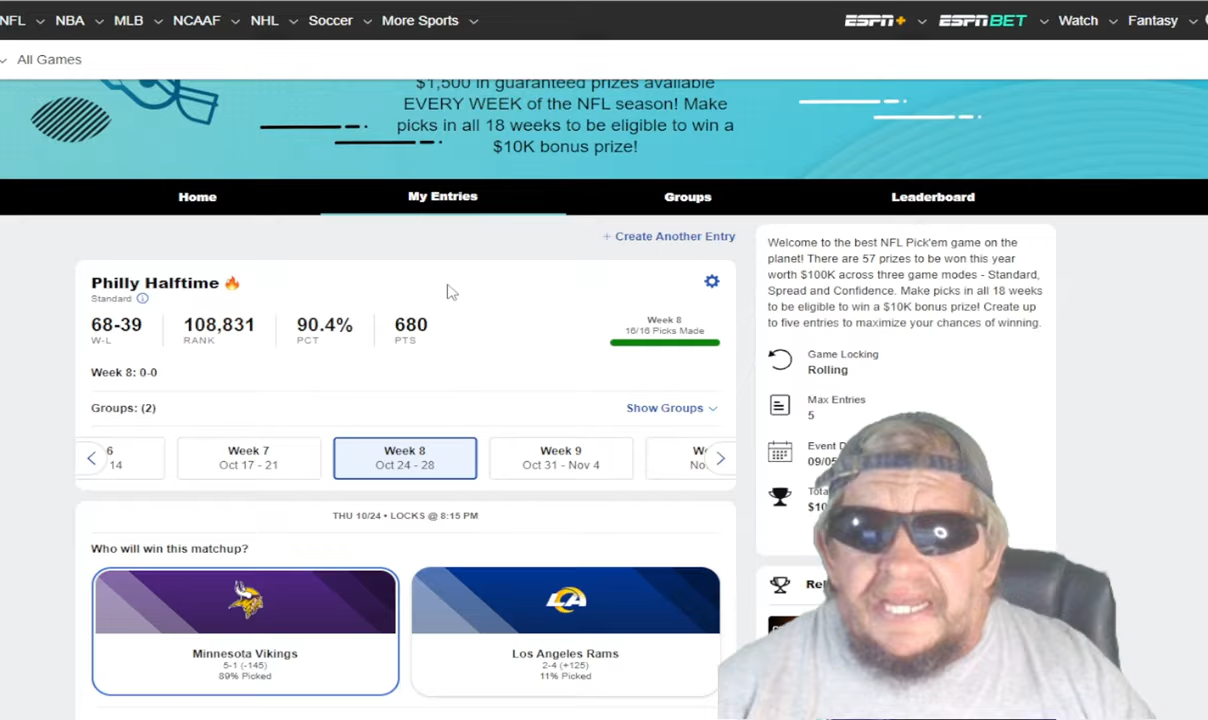 NFL NBA MLB NCAAF NHL Soccer More Sports ESPN+ ESPN BET Watch Fantasy
All Games
$1,500 in guaranteed prizes available
EVERY WEEK of the NFL season! Make
picks in all 18 weeks to be eligible to win a
$10K bonus prize!
Home My Entries Groups Leaderboard
+ Create Another Entry
Philly Halftime 🔥
Standard
68-39 108,831 90.4% 680
W-L RANK PCT PTS
Week 8
16/16 Picks Made
Week 8: 0-0
Groups: (2) Show Groups
6 Week 7 Week 8 Week 9
14 Oct 17 - 21 Oct 24 - 28 Oct 31 - Nov 4
THU 10/24 • LOCKS @ 8:15 PM
Who will win this matchup?
LA
Minnesota Vikings Los Angeles Rams
5-1 (-145) 2-4 (+125)
89% Picked 11% Picked
Welcome to the best NFL Pick'em game on the
planet! There are 57 prizes to be won this year
worth $100K across three game modes - Standard,
Spread and Confidence. Make picks in all 18 weeks
to be eligible to win a $10K bonus prize! Create up
to five entries to maximize your chances of winning.
Game Locking
Rolling
Max Entries
5
Event